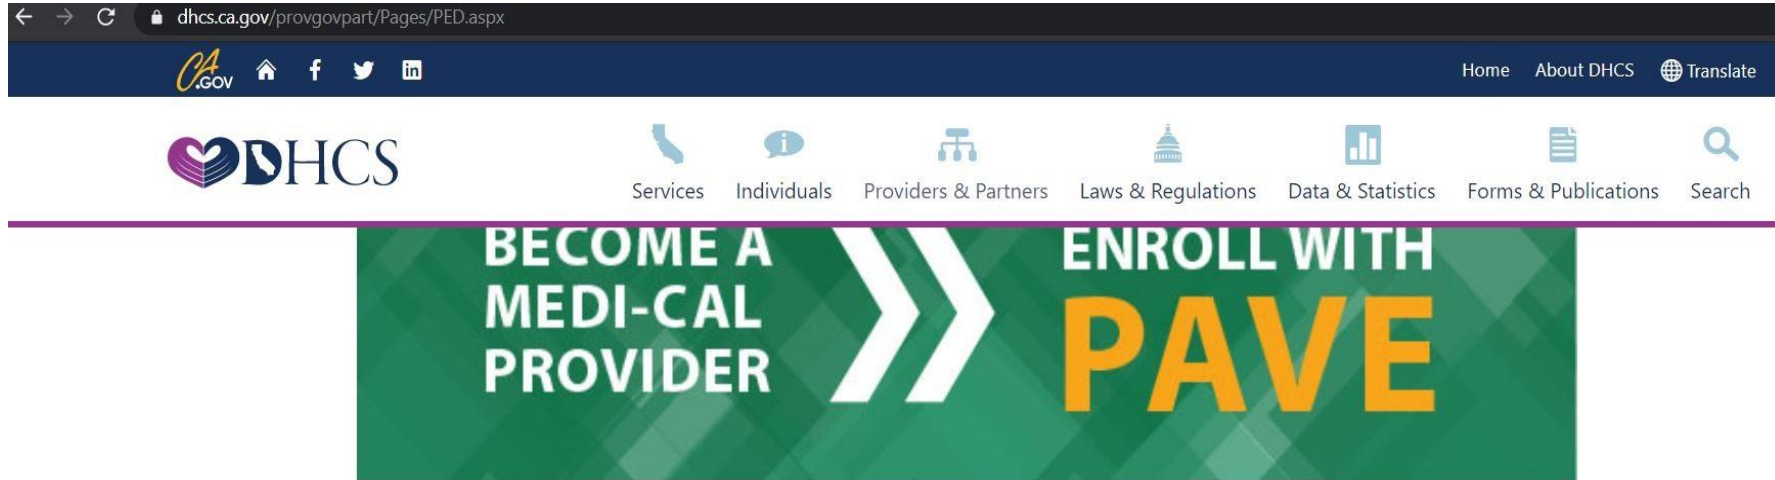 dhcs.ca.gov/provgovpart/Pages/PED.aspx
CA.GOV f in Home About DHCS Translate
DHCS
Services Individuals Providers & Partners Laws & Regulations Data & Statistics Forms & Publications Search
BECOME A
MEDI-CAL
PROVIDER
ENROLL WITH
PAVE